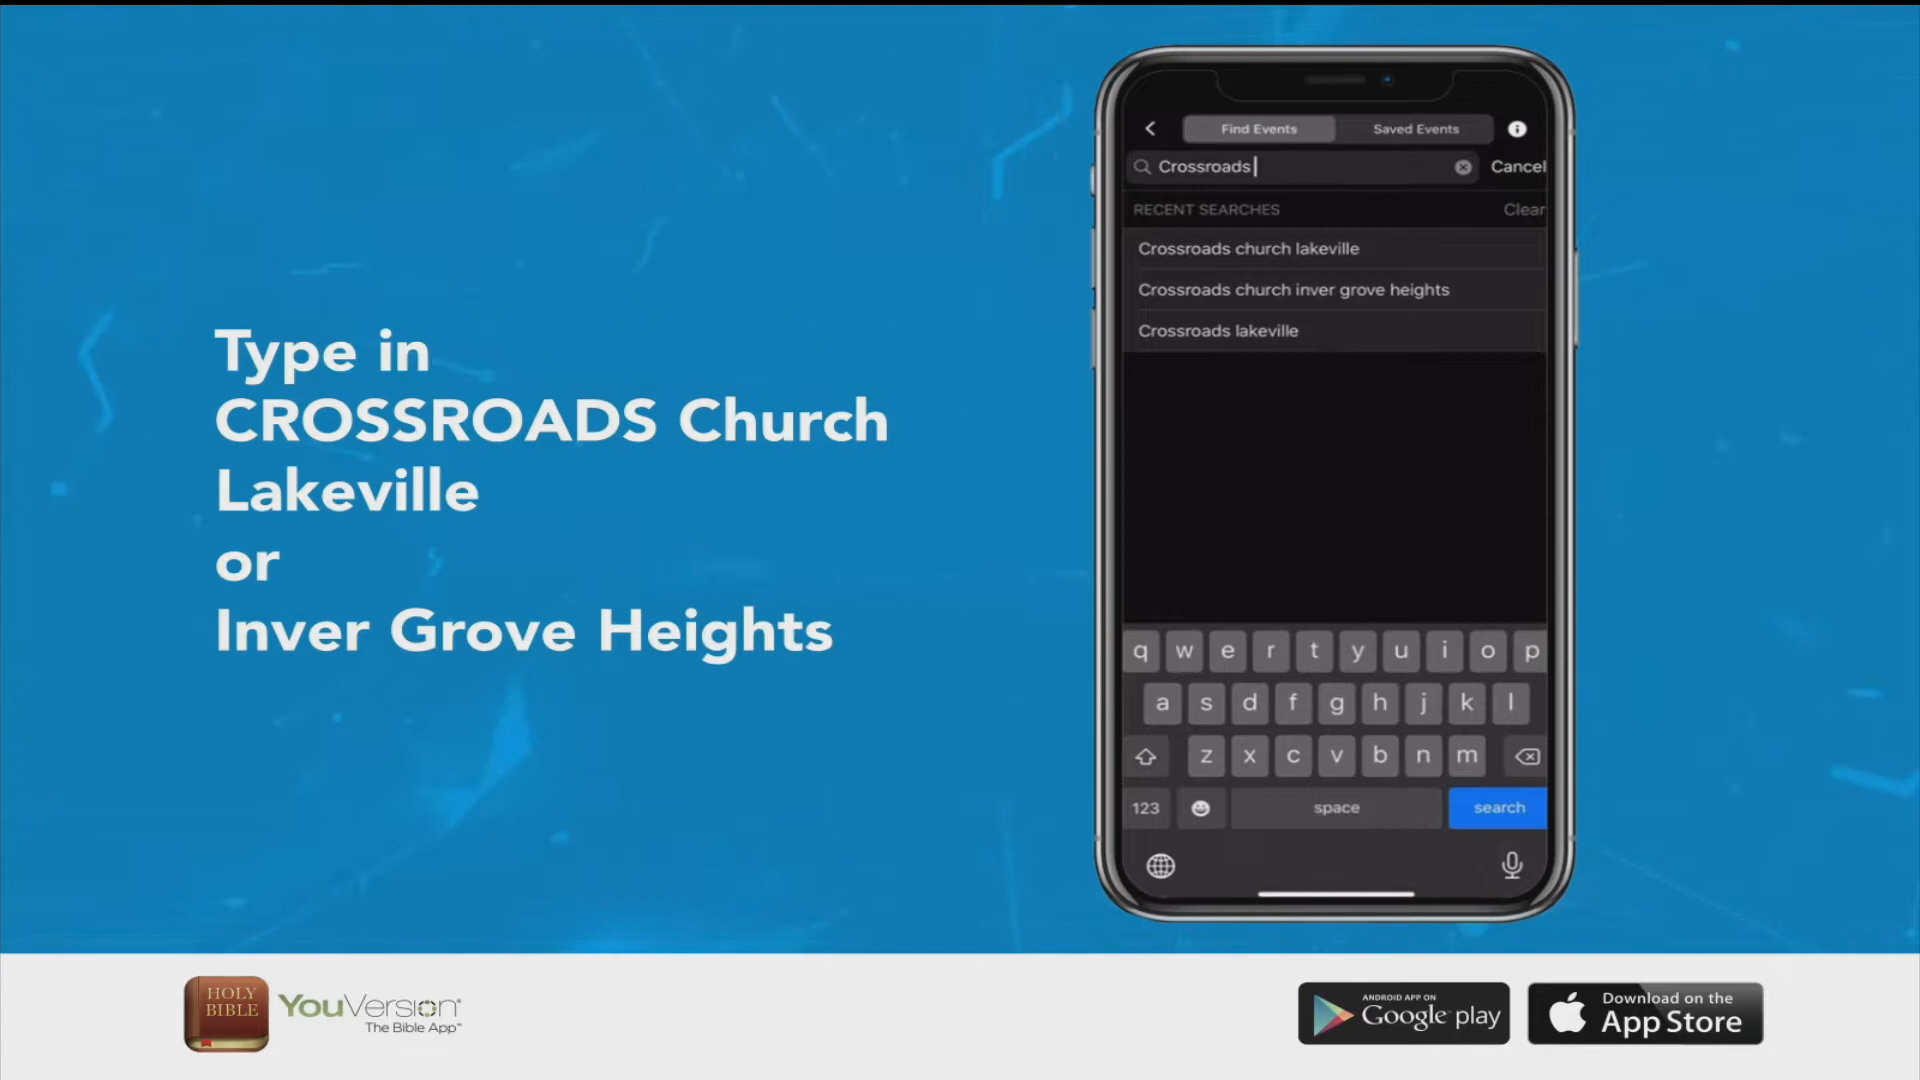 Type in
CROSSROADS Church
Lakeville
or
Inver Grove Heights
Find Events
Saved Events
Crossroads
Cancel
RECENT SEARCHES
Clear
Crossroads church lakeville
Crossroads church inver grove heights
Crossroads lakeville
q w e r t y u i o p
a s d f g h j k l
z x c v b n m
123
space
search
HOLY
BIBLE
YouVersion®
The Bible App™
ANDROID APP ON
Google play
Download on the
App Store